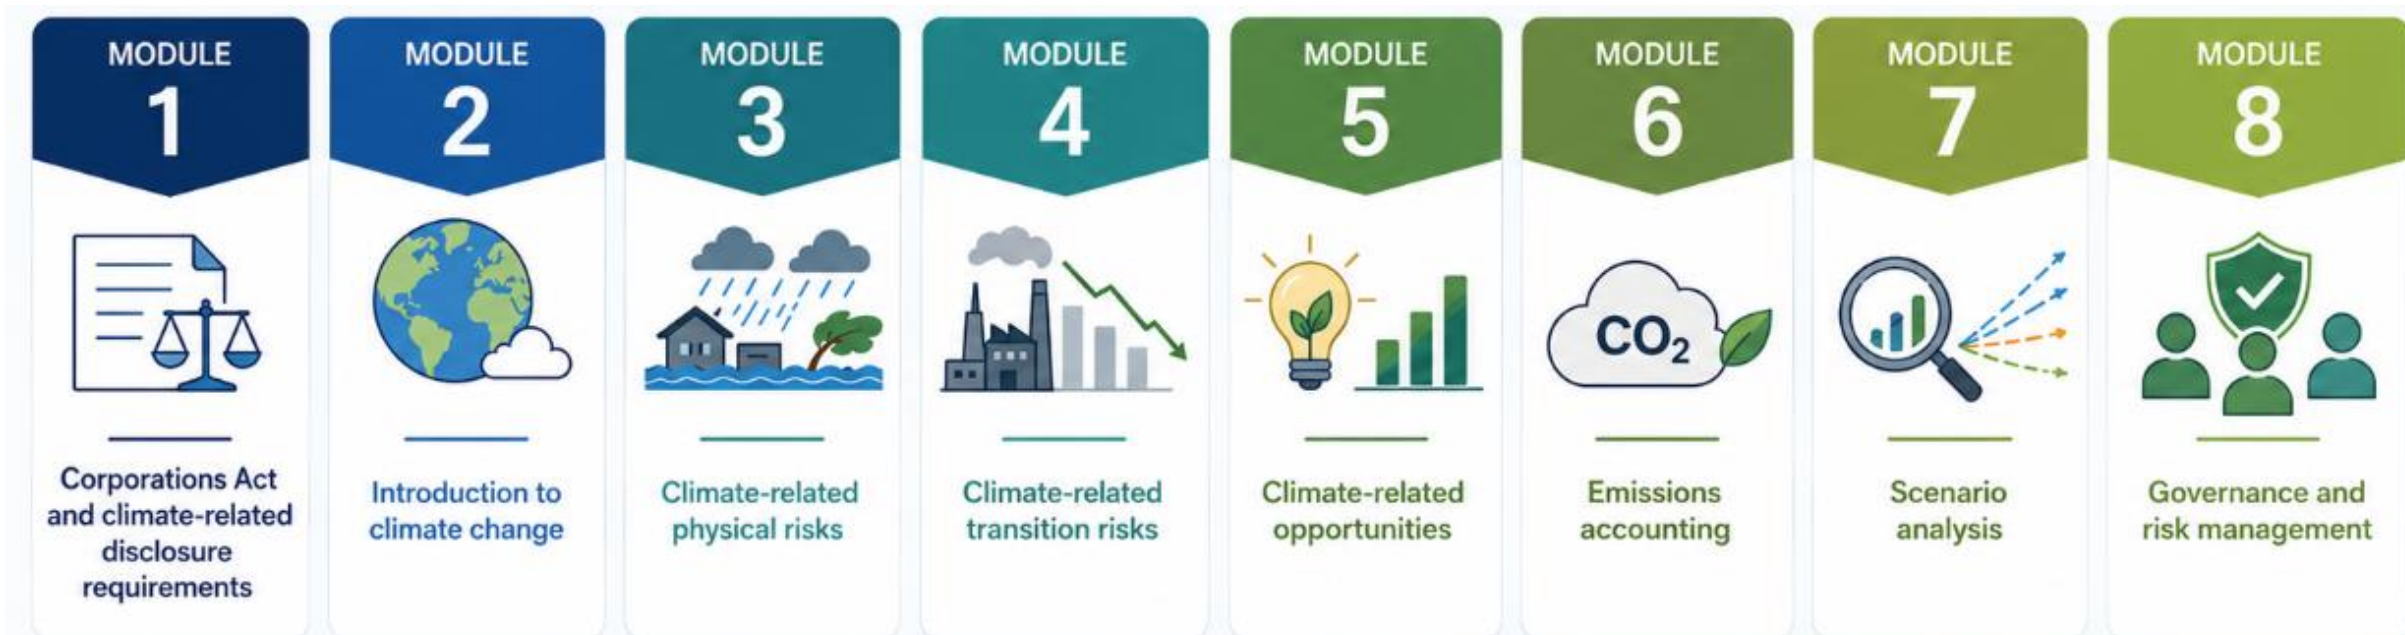 MODULE
1
Corporations Act
and climate-related
disclosure
requirements
MODULE
2
Introduction to
climate change
MODULE
3
Climate-related
physical risks
MODULE
4
Climate-related
transition risks
MODULE
5
Climate-related
opportunities
MODULE
6
CO₂
Emissions
accounting
MODULE
7
Scenario
analysis
MODULE
8
Governance and
risk management